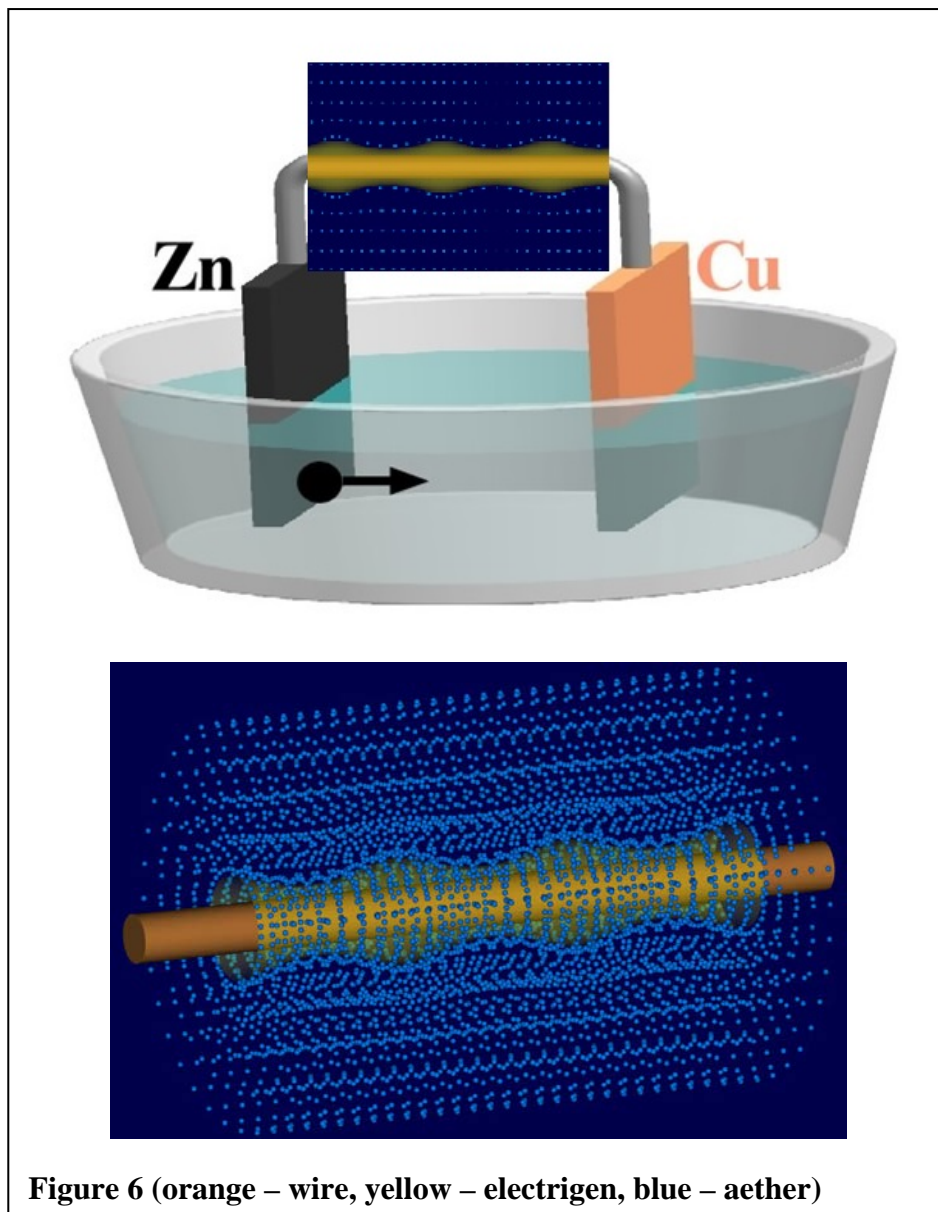 Zn
Cu
Figure 6 (orange – wire, yellow – electrigen, blue – aether)